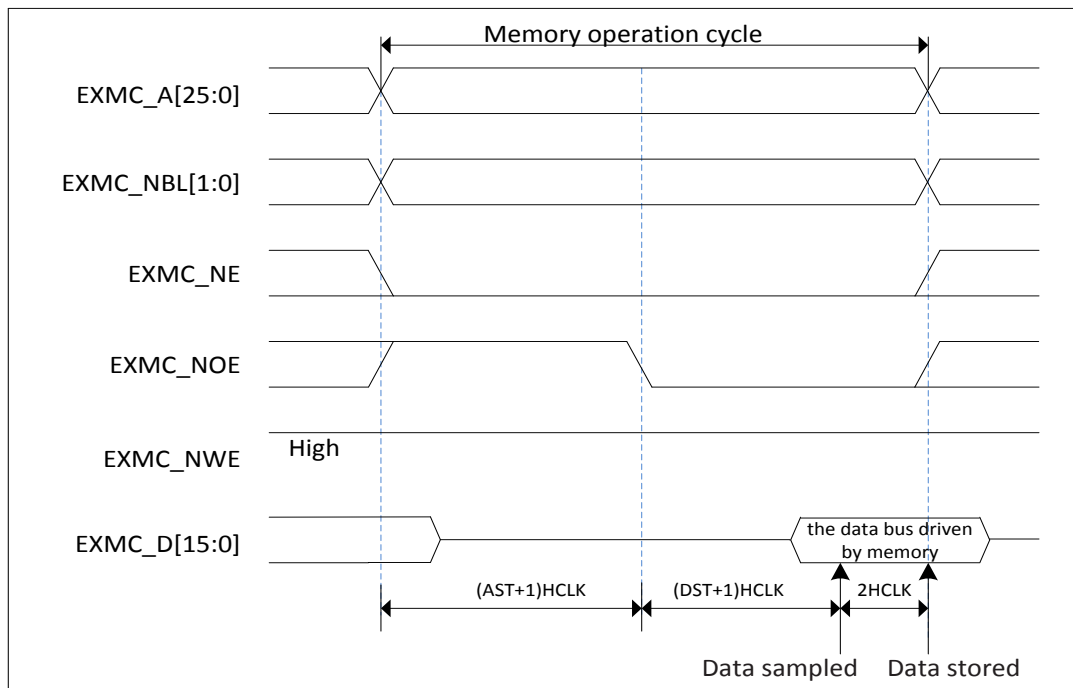 Memory operation cycle
EXMC_A[25:0]
EXMC_NBL[1:0]
EXMC_NE
EXMC_NOE
High
EXMC_NWE
EXMC_D[15:0]
the data bus driven
by memory
(AST+1)HCLK
(DST+1)HCLK
2HCLK
Data sampled
Data stored